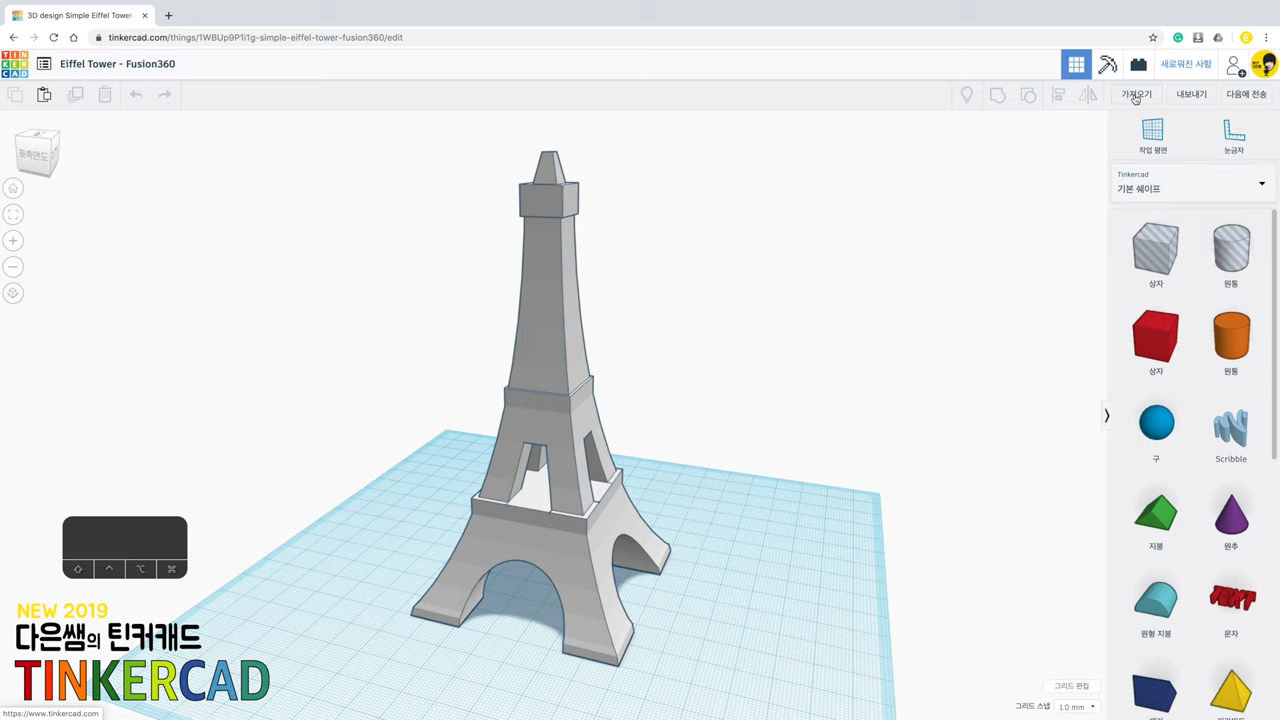 3D design Simple Eiffel Tower
tinkercad.com/things/1WBUp9P1i1g-simple-eiffel-tower-fusion360/edit
TIN
KER
CAD
Eiffel Tower - Fusion360
새로워진 사항
가져오기
내보내기
다음에 전송
좌측면도
작업 평면
눈금자
Tinkercad
기본 쉐이프
상자
원통
상자
원통
구
Scribble
지붕
원추
원형 지붕
TEXT
문자
그리드 편집
그리드 스냅
1.0 mm
NEW 2019
다은쌤의 틴커캐드
TINKERCAD
https://www.tinkercad.com